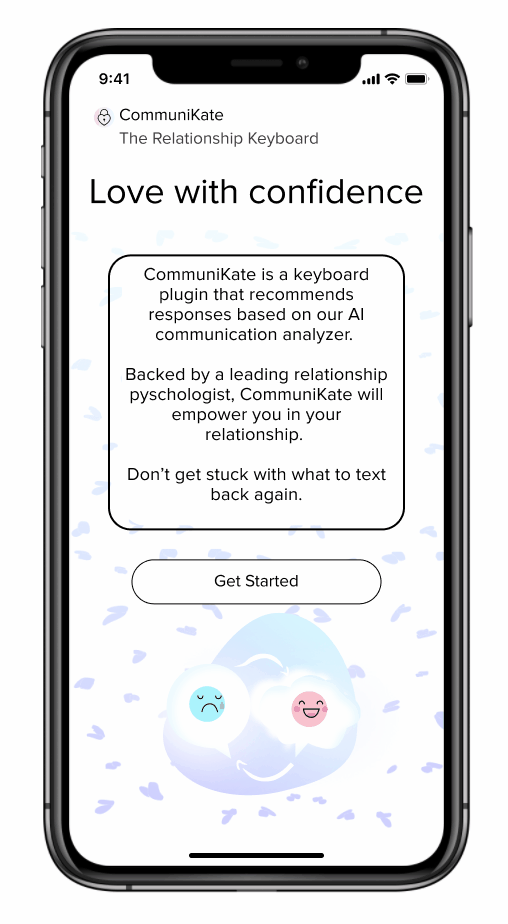 9:41
CommuniKate
The Relationship Keyboard
Love with confidence
CommuniKate is a keyboard
plugin that recommends
responses based on our AI
communication analyzer.
Backed by a leading relationship
pyschologist, CommuniKate will
empower you in your
relationship.
Don’t get stuck with what to text
back again.
Get Started